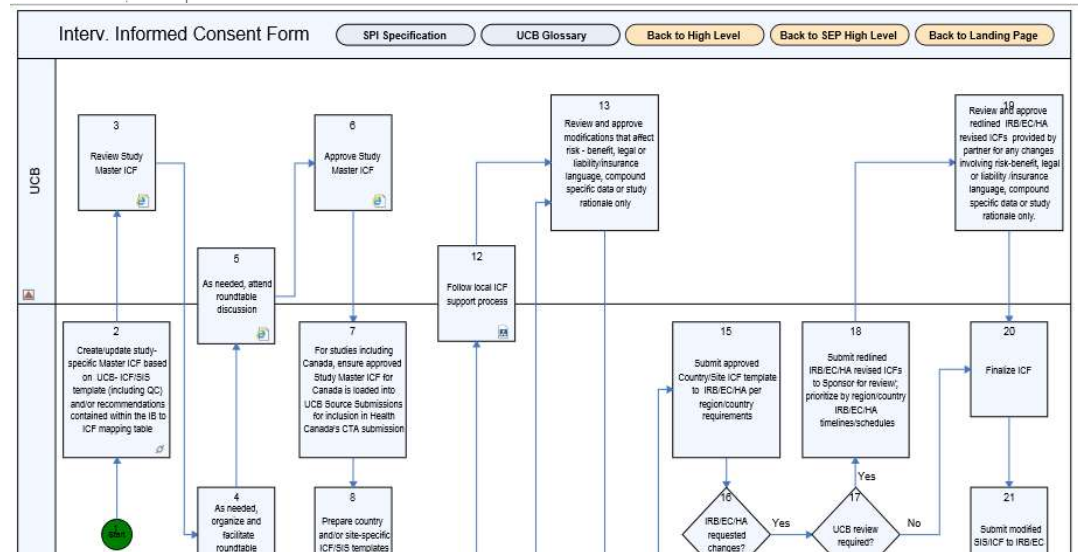 Interv. Informed Consent Form
SPI Specification
UCB Glossary
Back to High Level
Back to SEP High Level
Back to Landing Page
UCB
3
Review Study
Master ICF
6
Approve Study
Master ICF
13
Review and approve
modifications that affect
risk - benefit, legal or
liability/insurance
language, compound
specific data or study
rationale only
19
Review and approve
redlined IRB/EC/HA
revised ICFs provided by
partner for any changes
involving risk-benefit, legal
or liability /insurance
language, compound
specific data or study
rationale only.
5
As needed, attend
roundtable
discussion
12
Follow local ICF
support process
2
Create/update study-
specific Master ICF based
on UCB- ICF/SIS
template (including QC)
and/or recommendations
contained within the IB to
ICF mapping table
7
For studies including
Canada, ensure approved
Study Master ICF for
Canada is loaded into
UCB Source Submissions
for inclusion in Health
Canada's CTA submission
15
Submit approved
Country/Site ICF template
to IRB/EC/HA per
region/country
requirements
18
Submit redlined
IRB/EC/HA revised ICFs
to Sponsor for review;
prioritize by region/country
IRB/EC/HA
timelines/schedules
20
Finalize ICF
1
Start
4
As needed,
organize and
facilitate
roundtable
8
Prepare country
and/or site-specific
ICF/SIS templates
16
IRB/EC/HA
requested
changes?
Yes
17
UCB review
required?
Yes
No
21
Submit modified
SIS/ICF to IRB/EC